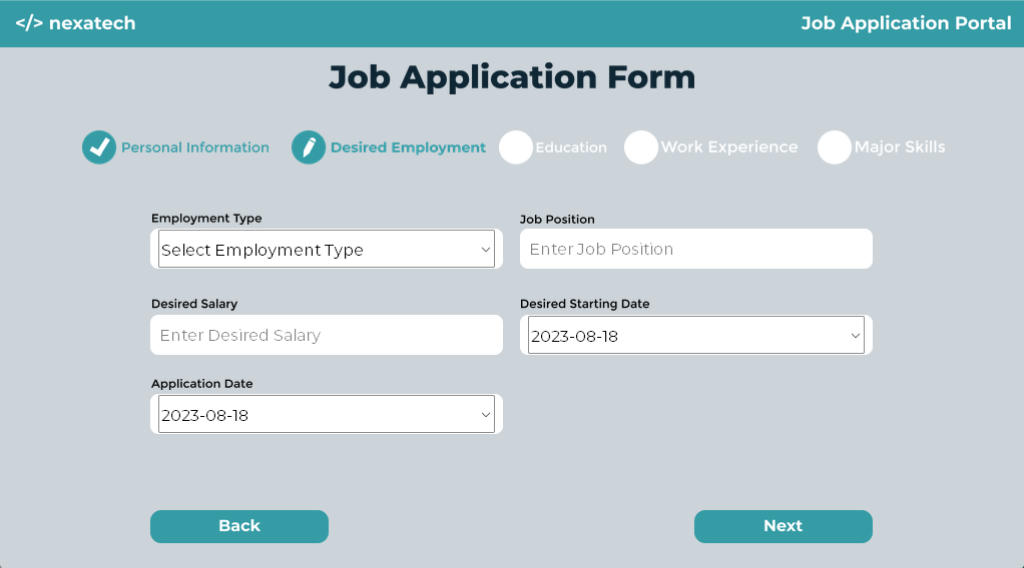 </> nexatech
Job Application Portal
Job Application Form
Personal Information
Desired Employment
Education
Work Experience
Major Skills
Employment Type
Job Position
Select Employment Type
Enter Job Position
Desired Salary
Desired Starting Date
Enter Desired Salary
2023-08-18
Application Date
2023-08-18
Back
Next